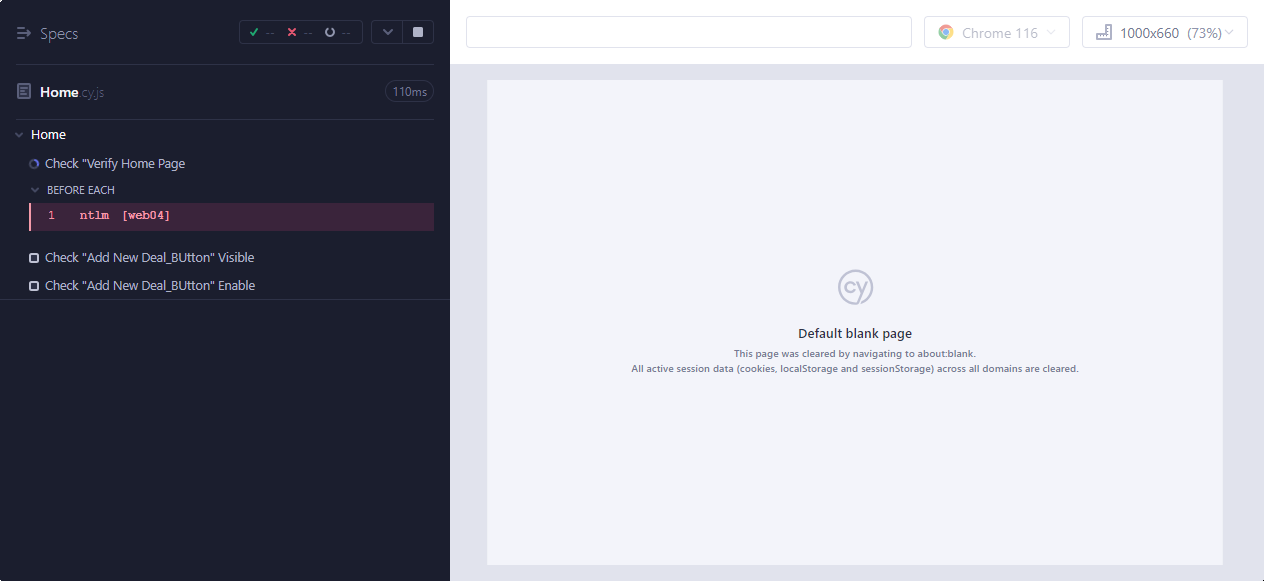 Specs
-- -- --
Chrome 116
1000x660 (73%)
Home.cy.js
110ms
Home
Check "Verify Home Page
BEFORE EACH
1 ntlm [web04]
Check "Add New Deal_BUtton" Visible
Check "Add New Deal_BUtton" Enable
cy
Default blank page
This page was cleared by navigating to about:blank.
All active session data (cookies, localStorage and sessionStorage) across all domains are cleared.